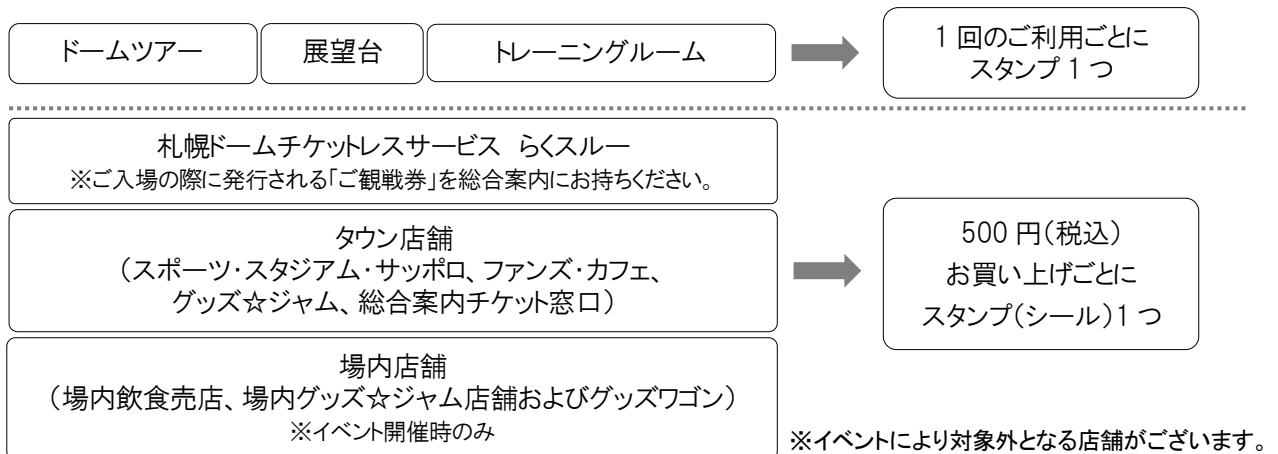 ドームツアー
展望台
トレーニングルーム
1 回のご利用ごとに
スタンプ 1 つ
札幌ドームチケットレスサービス らくスルー
※ご入場の際に発行される「ご観戦券」を総合案内にお持ちください。
タウン店舗
（スポーツ・スタジアム・サッポロ、ファンズ・カフェ、
グッズ☆ジャム、総合案内チケット窓口）
500 円（税込）
お買い上げごとに
スタンプ（シール）1 つ
場内店舗
（場内飲食売店、場内グッズ☆ジャム店舗およびグッズワゴン）
※イベント開催時のみ
※イベントにより対象外となる店舗がございます。